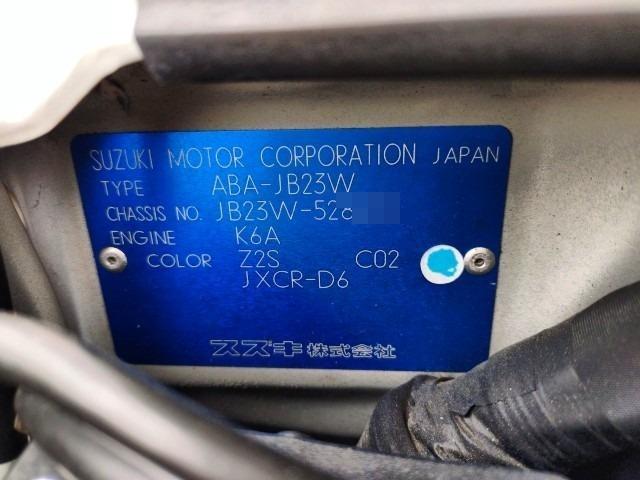 SUZUKI MOTOR CORPORATION JAPAN
TYPE ABA-JB23W
CHASSIS NO. JB23W-52
ENGINE K6A
COLOR Z2S C02
JXCR-D6
スズキ株式会社